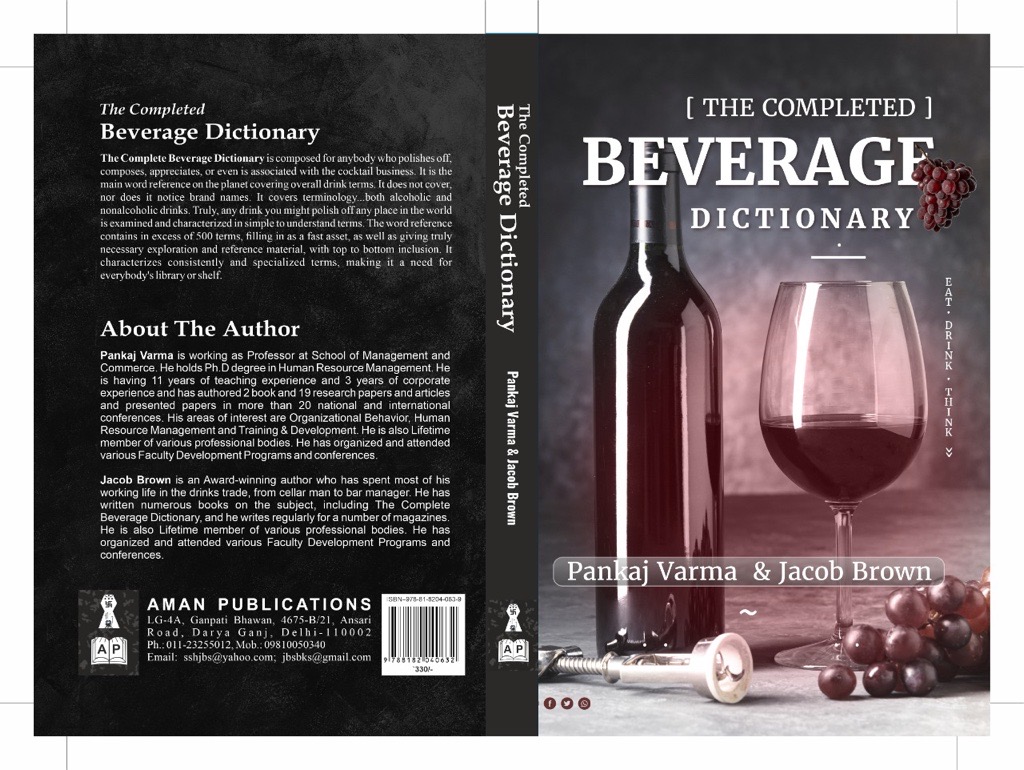 The Completed
Beverage Dictionary
The Complete Beverage Dictionary is composed for anybody who polishes off,
composes, appreciates, or even is associated with the cocktail business. It is the
main word reference on the planet covering overall drink terms. It does not cover,
nor does it notice brand names. It covers terminology...both alcoholic and
nonalcoholic drinks. Truly, any drink you might polish off any place in the world
is examined and characterized in simple to understand terms. The word reference
contains in excess of 500 terms, filling in as a fast asset, as well as giving truly
necessary exploration and reference material, with top to bottom inclusion. It
characterizes consistently and specialized terms, making it a need for
everybody's library or shelf.
About The Author
Pankaj Varma is working as Professor at School of Management and
Commerce. He holds Ph.D degree in Human Resource Management. He
is having 11 years of teaching experience and 3 years of corporate
experience and has authored 2 book and 19 research papers and articles
and presented papers in more than 20 national and international
conferences. His areas of interest are Organizational Behavior, Human
Resource Management and Training & Development. He is also Lifetime
member of various professional bodies. He has organized and attended
various Faculty Development Programs and conferences.
Jacob Brown is an Award-winning author who has spent most of his
working life in the drinks trade, from cellar man to bar manager. He has
written numerous books on the subject, including The Complete
Beverage Dictionary, and he writes regularly for a number of magazines.
He is also Lifetime member of various professional bodies. He has
organized and attended various Faculty Development Programs and
conferences.
A P
AMAN PUBLICATIONS
LG-4A, Ganpati Bhawan, 4675-B/21, Ansari
Road, Darya Ganj, Delhi-110002
Ph.: 011-23255012, Mob.: 09810050340
Email: sshjbs@yahoo.com; jbsbks@gmail.com
ISBN-978-81-8204-063-9
9 788182 040632
330/-
The Completed
Beverage Dictionary
Pankaj Varma & Jacob Brown
A P
[ THE COMPLETED ]
BEVERAGE
DICTIONARY
EAT • DRINK • THINK
Pankaj Varma & Jacob Brown
~